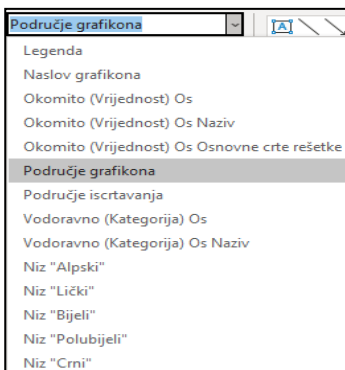 Područje grafikona
Legenda
Naslov grafikona
Okomito (Vrijednost) Os
Okomito (Vrijednost) Os Naziv
Okomito (Vrijednost) Os Osnovne crte rešetke
Područje grafikona
Područje iscrtavanja
Vodoravno (Kategorija) Os
Vodoravno (Kategorija) Os Naziv
Niz "Alpski"
Niz "Lički"
Niz "Bijeli"
Niz "Polubijeli"
Niz "Crni"